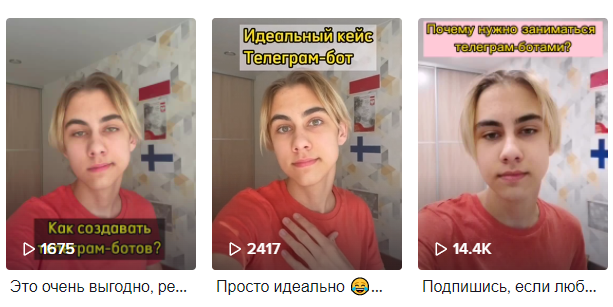 Как создавать
телеграм-ботов?
1675
Это очень выгодно, ре...
Идеальный кейс
Телеграм-бот
2417
Просто идеально 😂...
Почему нужно заниматься
телеграм-ботами?
14.4K
Подпишись, если люб...